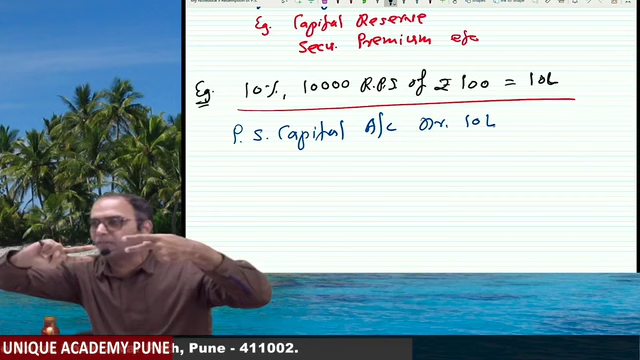 Eg. Capital Reserve
Secu. Premium etc
Eg. 10%, 10000 R.P.S of ₹ 100 = 10L
P. S. Capital A/c Dr. 10L
UNIQUE ACADEMY PUNE h, Pune - 411002.